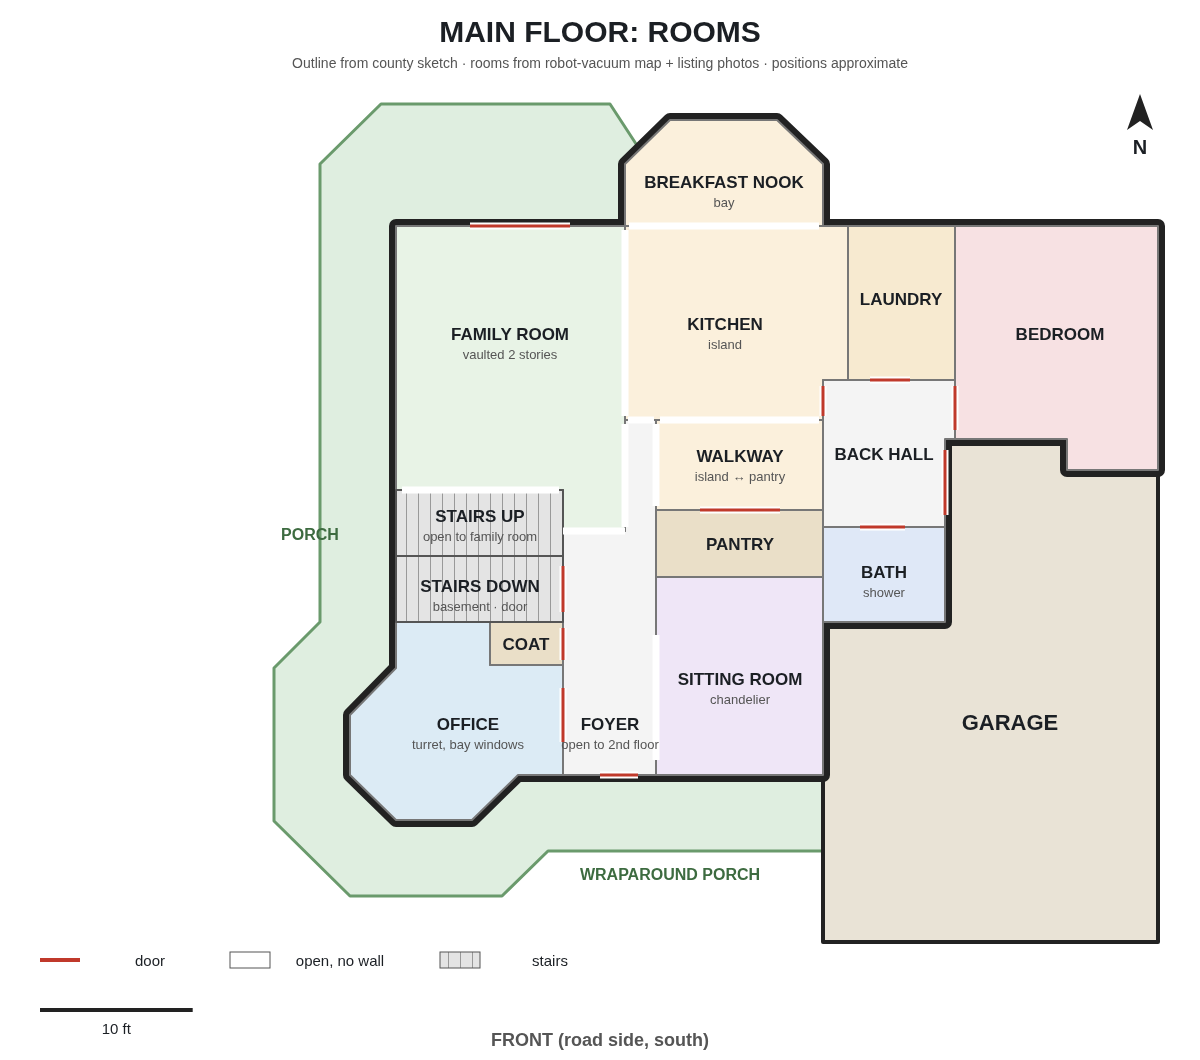 MAIN FLOOR: ROOMS
Outline from county sketch · rooms from robot-vacuum map + listing photos · positions approximate
N
BREAKFAST NOOK
bay
LAUNDRY
KITCHEN
island
FAMILY ROOM
vaulted 2 stories
BEDROOM
WALKWAY
island ↔ pantry
BACK HALL
STAIRS UP
open to family room
PORCH
PANTRY
STAIRS DOWN
basement · door
BATH
shower
COAT
SITTING ROOM
chandelier
OFFICE
turret, bay windows
FOYER
open to 2nd floor
GARAGE
WRAPAROUND PORCH
door
open, no wall
stairs
10 ft
FRONT (road side, south)